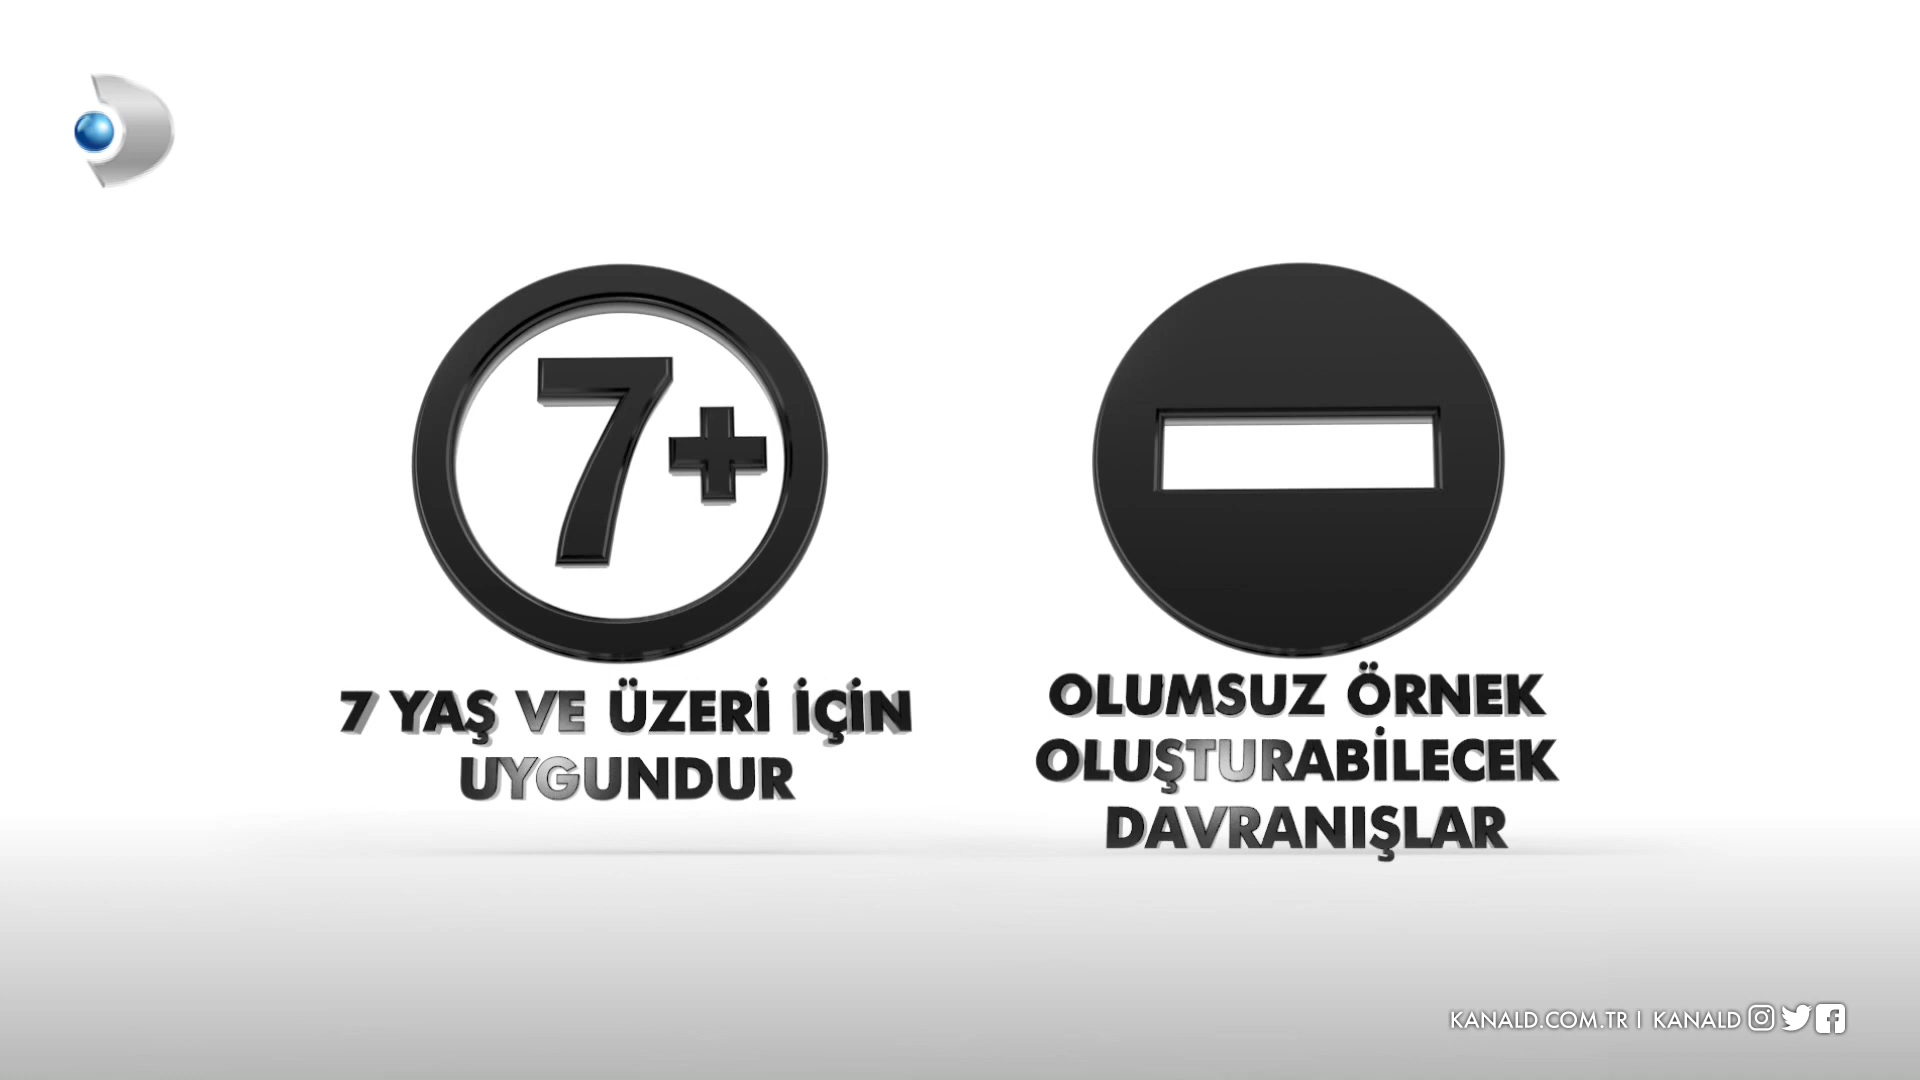 7+
7 YAŞ VE ÜZERİ İÇİN
UYGUNDUR
OLUMSUZ ÖRNEK
OLUŞTURABİLECEK
DAVRANIŞLAR
KANALD.COM.TR | KANALD